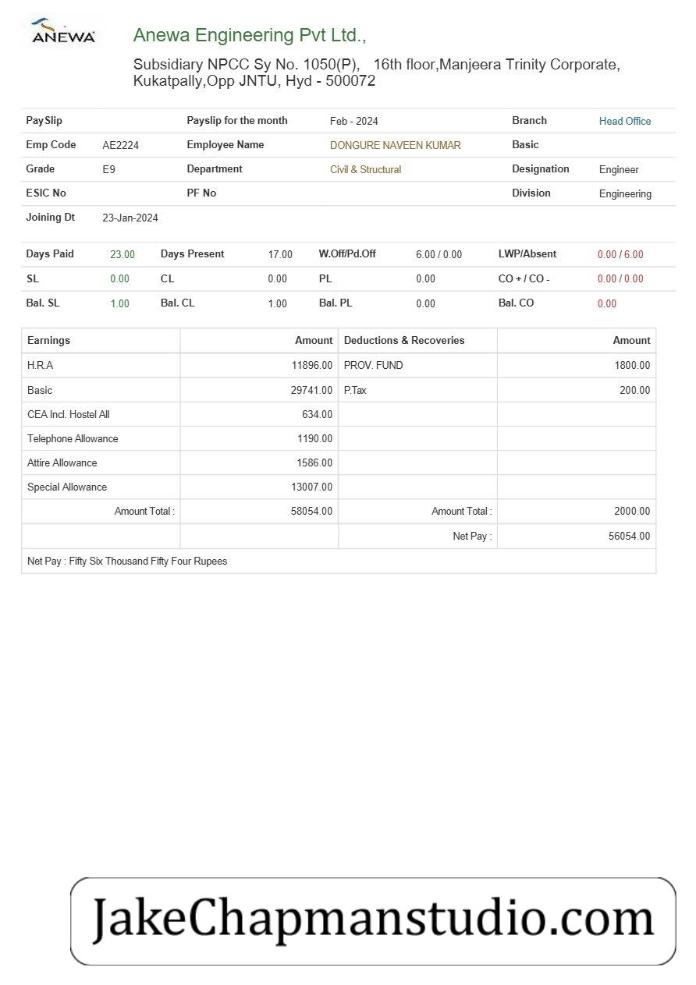 ANEWA
Anewa Engineering Pvt Ltd.,
Subsidiary NPCC Sy No. 1050(P), 16th floor,Manjeera Trinity Corporate,
Kukatpally,Opp JNTU, Hyd - 500072
PaySlip Payslip for the month Feb - 2024 Branch Head Office
Emp Code AE2224 Employee Name DONGURE NAVEEN KUMAR Basic
Grade E9 Department Civil & Structural Designation Engineer
ESIC No PF No Division Engineering
Joining Dt 23-Jan-2024
Days Paid 23.00 Days Present 17.00 W.Off/Pd.Off 6.00 / 0.00 LWP/Absent 0.00 / 6.00
SL 0.00 CL 0.00 PL 0.00 CO + / CO - 0.00 / 0.00
Bal. SL 1.00 Bal. CL 1.00 Bal. PL 0.00 Bal. CO 0.00
Earnings Amount Deductions & Recoveries Amount
H.R.A 11896.00 PROV. FUND 1800.00
Basic 29741.00 P.Tax 200.00
CEA Incl. Hostel All 634.00
Telephone Allowance 1190.00
Attire Allowance 1586.00
Special Allowance 13007.00
Amount Total : 58054.00 Amount Total : 2000.00
Net Pay : 56054.00
Net Pay : Fifty Six Thousand Fifty Four Rupees
JakeChapmanstudio.com